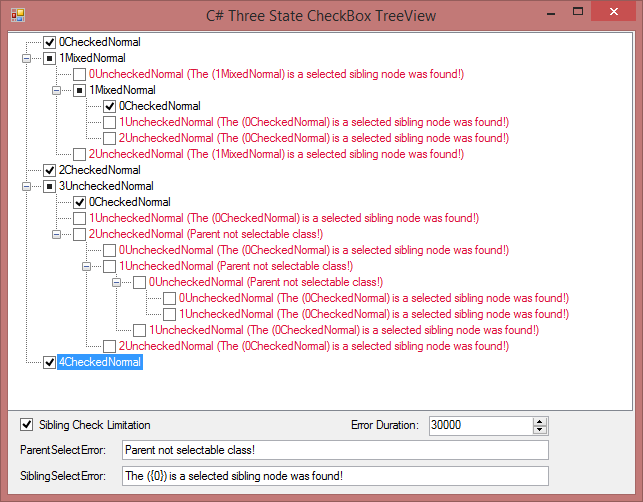 C# Three State CheckBox TreeView
0CheckedNormal
1MixedNormal
0UncheckedNormal (The (1MixedNormal) is a selected sibling node was found!)
1MixedNormal
0CheckedNormal
1UncheckedNormal (The (0CheckedNormal) is a selected sibling node was found!)
2UncheckedNormal (The (0CheckedNormal) is a selected sibling node was found!)
2UncheckedNormal (The (1MixedNormal) is a selected sibling node was found!)
2CheckedNormal
3UncheckedNormal
0CheckedNormal
1UncheckedNormal (The (0CheckedNormal) is a selected sibling node was found!)
2UncheckedNormal (Parent not selectable class!)
0UncheckedNormal (The (0CheckedNormal) is a selected sibling node was found!)
1UncheckedNormal (Parent not selectable class!)
0UncheckedNormal (Parent not selectable class!)
0UncheckedNormal (The (0CheckedNormal) is a selected sibling node was found!)
1UncheckedNormal (The (0CheckedNormal) is a selected sibling node was found!)
1UncheckedNormal (The (0CheckedNormal) is a selected sibling node was found!)
2UncheckedNormal (The (0CheckedNormal) is a selected sibling node was found!)
4CheckedNormal
Sibling Check Limitation Error Duration: 30000
ParentSelectError: Parent not selectable class!
SiblingSelectError: The ({0}) is a selected sibling node was found!